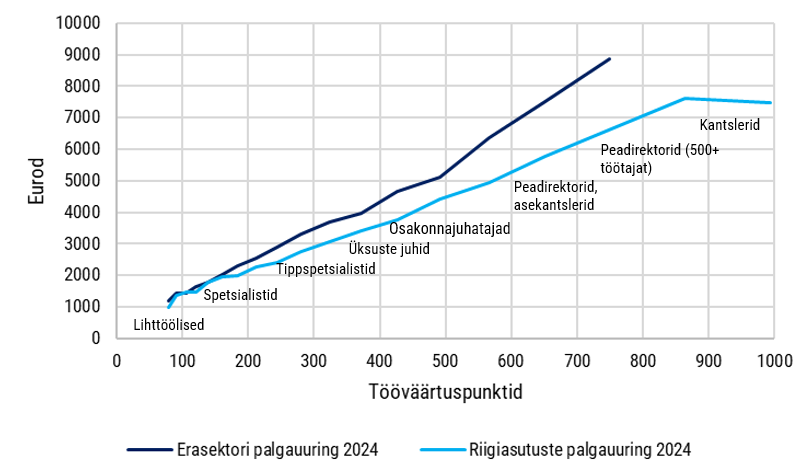 10000
9000
8000
7000
6000
5000
4000
3000
2000
1000
0
Eurod
Kantslerid
Peadirektorid (500+
töötajat)
Peadirektorid,
asekantslerid
Osakonnajuhatajad
Üksuste juhid
Tippspetsialistid
Spetsialistid
Lihttöölised
0 100 200 300 400 500 600 700 800 900 1000
Tööväärtuspunktid
Erasektori palgauuring 2024 Riigiasutuste palgauuring 2024